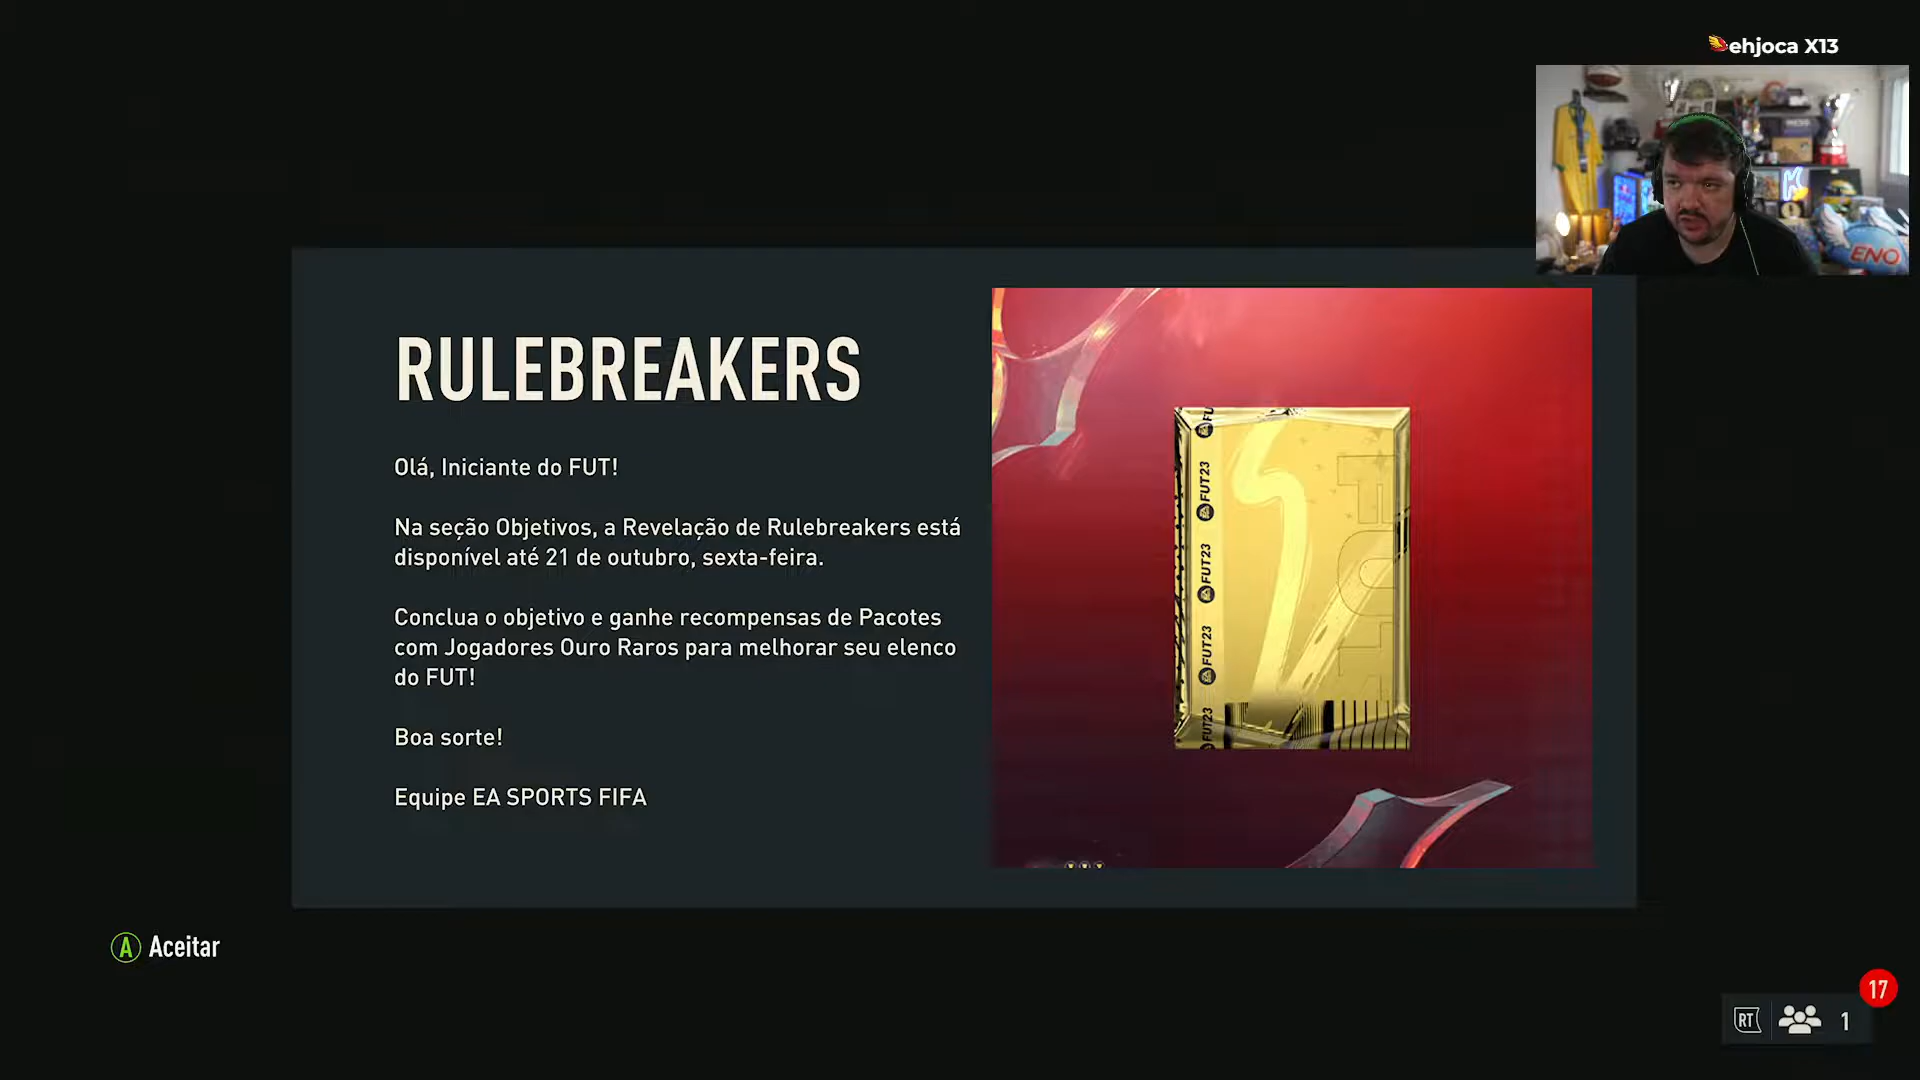 ehjoca X13
ENO
RULEBREAKERS
Olá, Iniciante do FUT!
Na seção Objetivos, a Revelação de Rulebreakers está
disponível até 21 de outubro, sexta-feira.
Conclua o objetivo e ganhe recompensas de Pacotes
com Jogadores Ouro Raros para melhorar seu elenco
do FUT!
Boa sorte!
Equipe EA SPORTS FIFA
FU
FUT23
FUT23
FUT23
FUT23
FUT
A Aceitar
17
RT 1